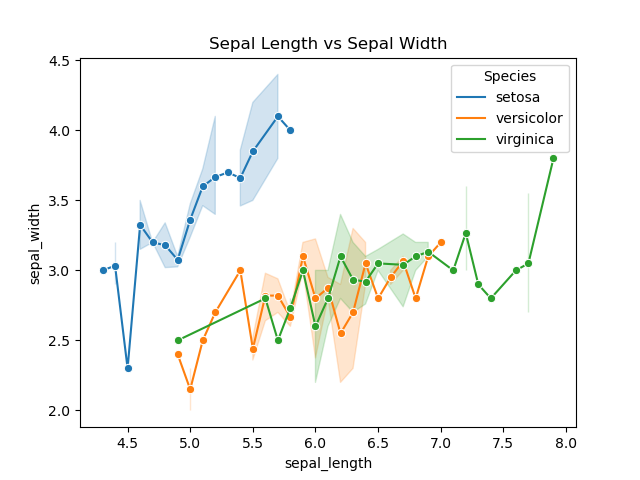 Sepal Length vs Sepal Width
Species
setosa
versicolor
virginica
sepal_width
4.5
4.0
3.5
3.0
2.5
2.0
4.5 5.0 5.5 6.0 6.5 7.0 7.5 8.0
sepal_length